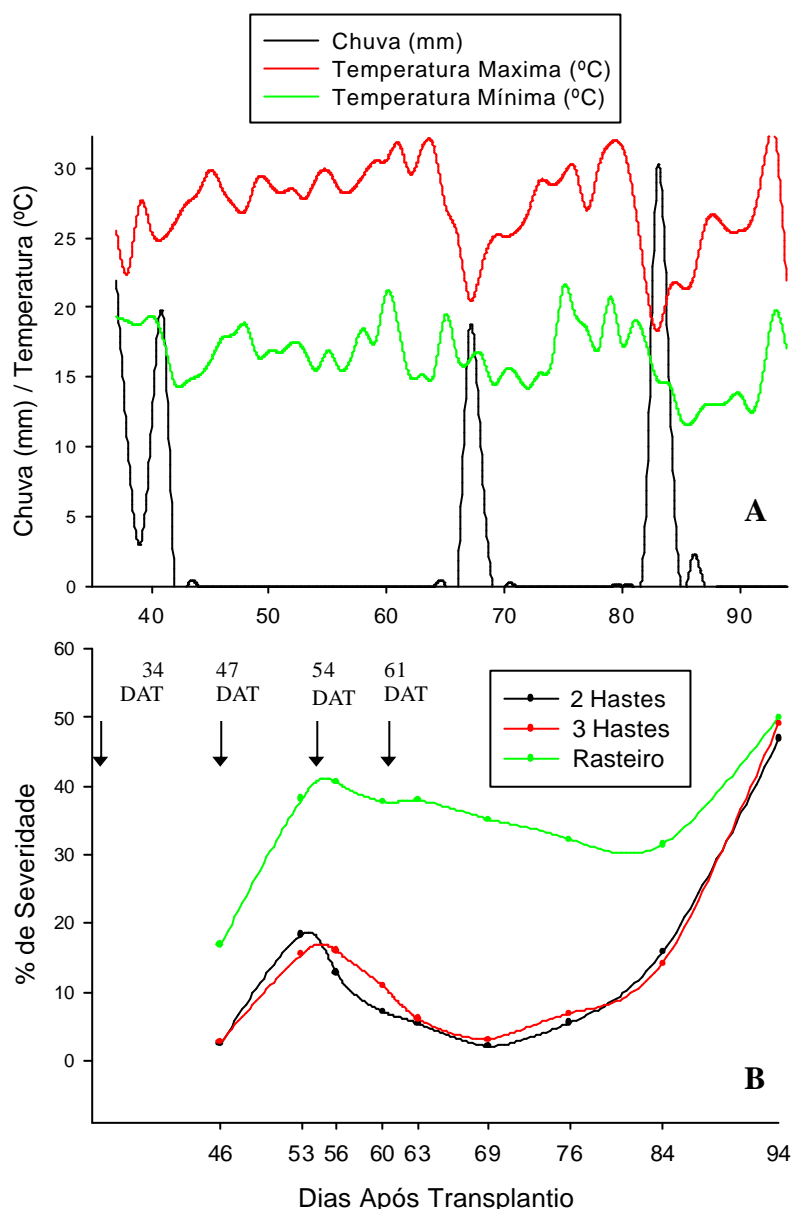 Chuva (mm)
Temperatura Maxima (ºC)
Temperatura Mínima (ºC)
Chuva (mm) / Temperatura (ºC)
30
25
20
15
10
5
0
A
40 50 60 70 80 90
% de Severidade
60
50
40
30
20
10
0
34 47 54 61
DAT DAT DAT DAT
2 Hastes
3 Hastes
Rasteiro
B
46 53 56 60 63 69 76 84 94
Dias Após Transplantio